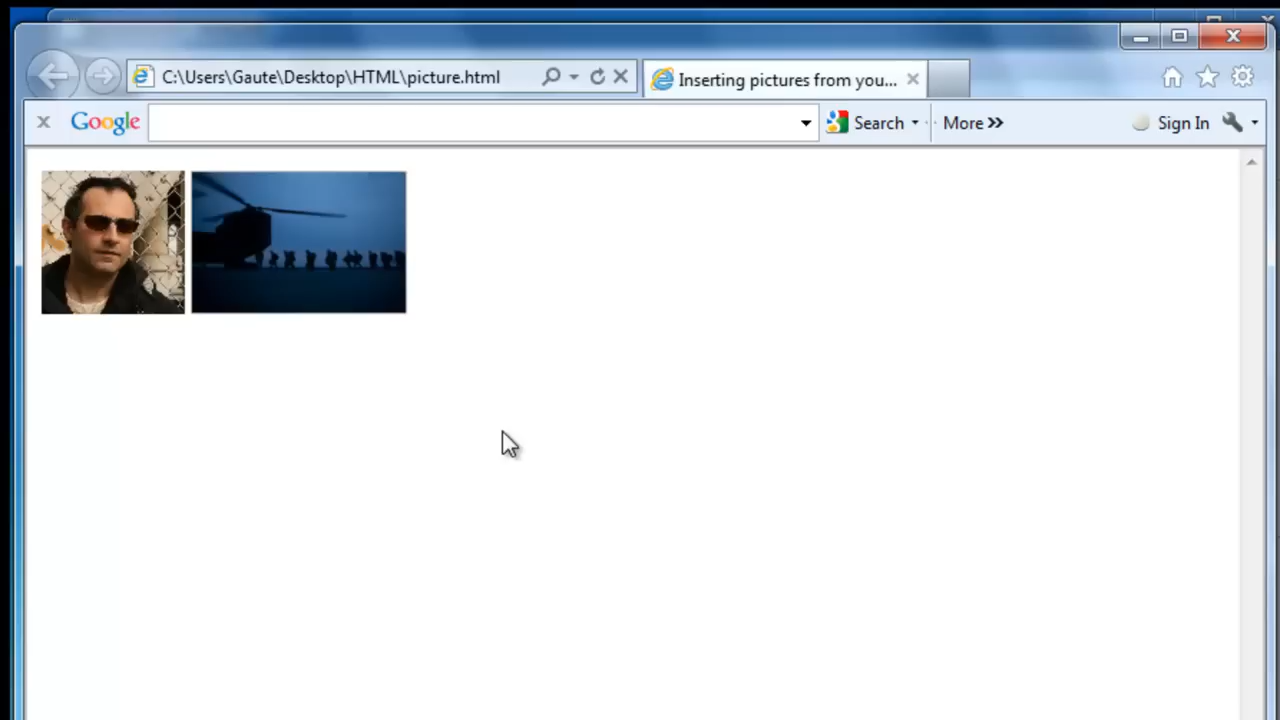 C:\Users\Gaute\Desktop\HTML\picture.html
Inserting pictures from you...
Google
Search
More
Sign In